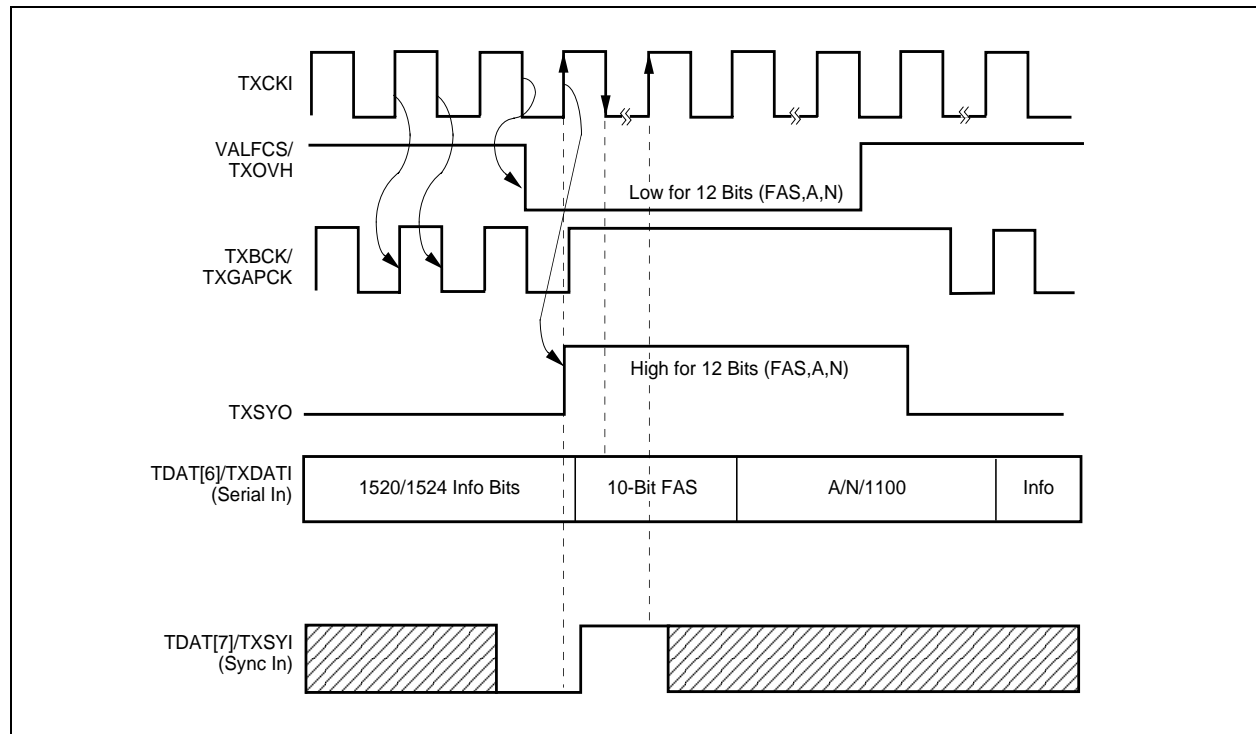 TXCKI
VALFCS/
TXOVH
Low for 12 Bits (FAS,A,N)
TXBCK/
TXGAPCK
High for 12 Bits (FAS,A,N)
TXSYO
TDAT[6]/TXDATI
(Serial In)
1520/1524 Info Bits
10-Bit FAS
A/N/1100
Info
TDAT[7]/TXSYI
(Sync In)